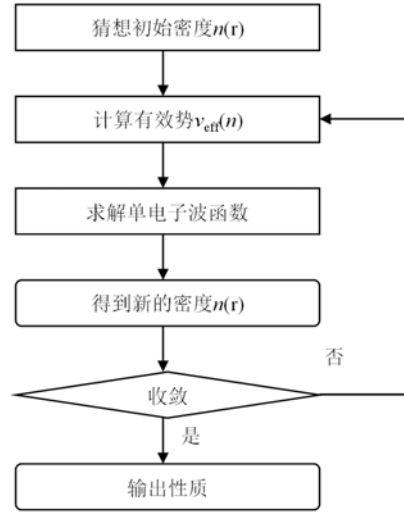 猜想初始密度n(r)
计算有效势v_eff(n)
求解单电子波函数
得到新的密度n(r)
否
收敛
是
输出性质